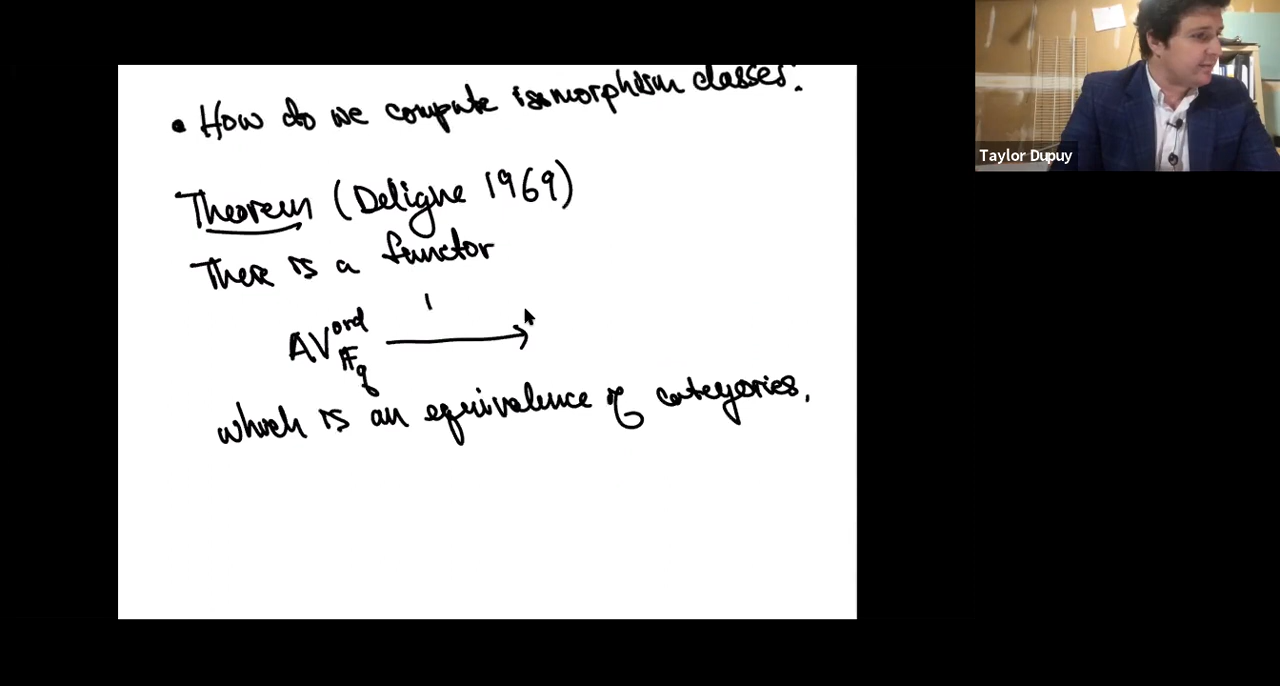 • How do we compute isomorphism classes?
Theorem (Deligne 1969)
There is a functor
AV^ord_𝔽_q ⟶
which is an equivalence of categories.
Taylor Dupuy